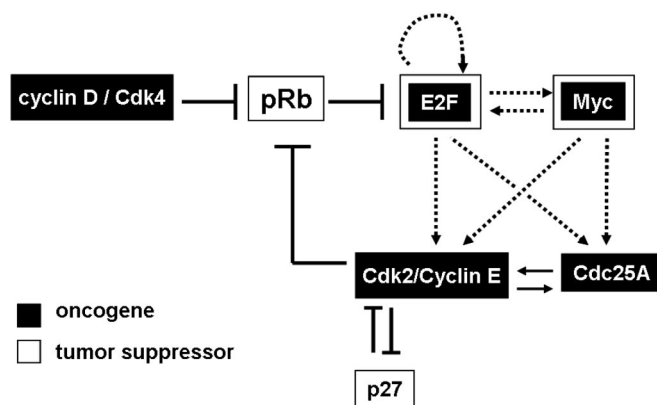 cyclin D / Cdk4
pRb
E2F
Myc
Cdk2/Cyclin E
Cdc25A
oncogene
tumor suppressor
p27